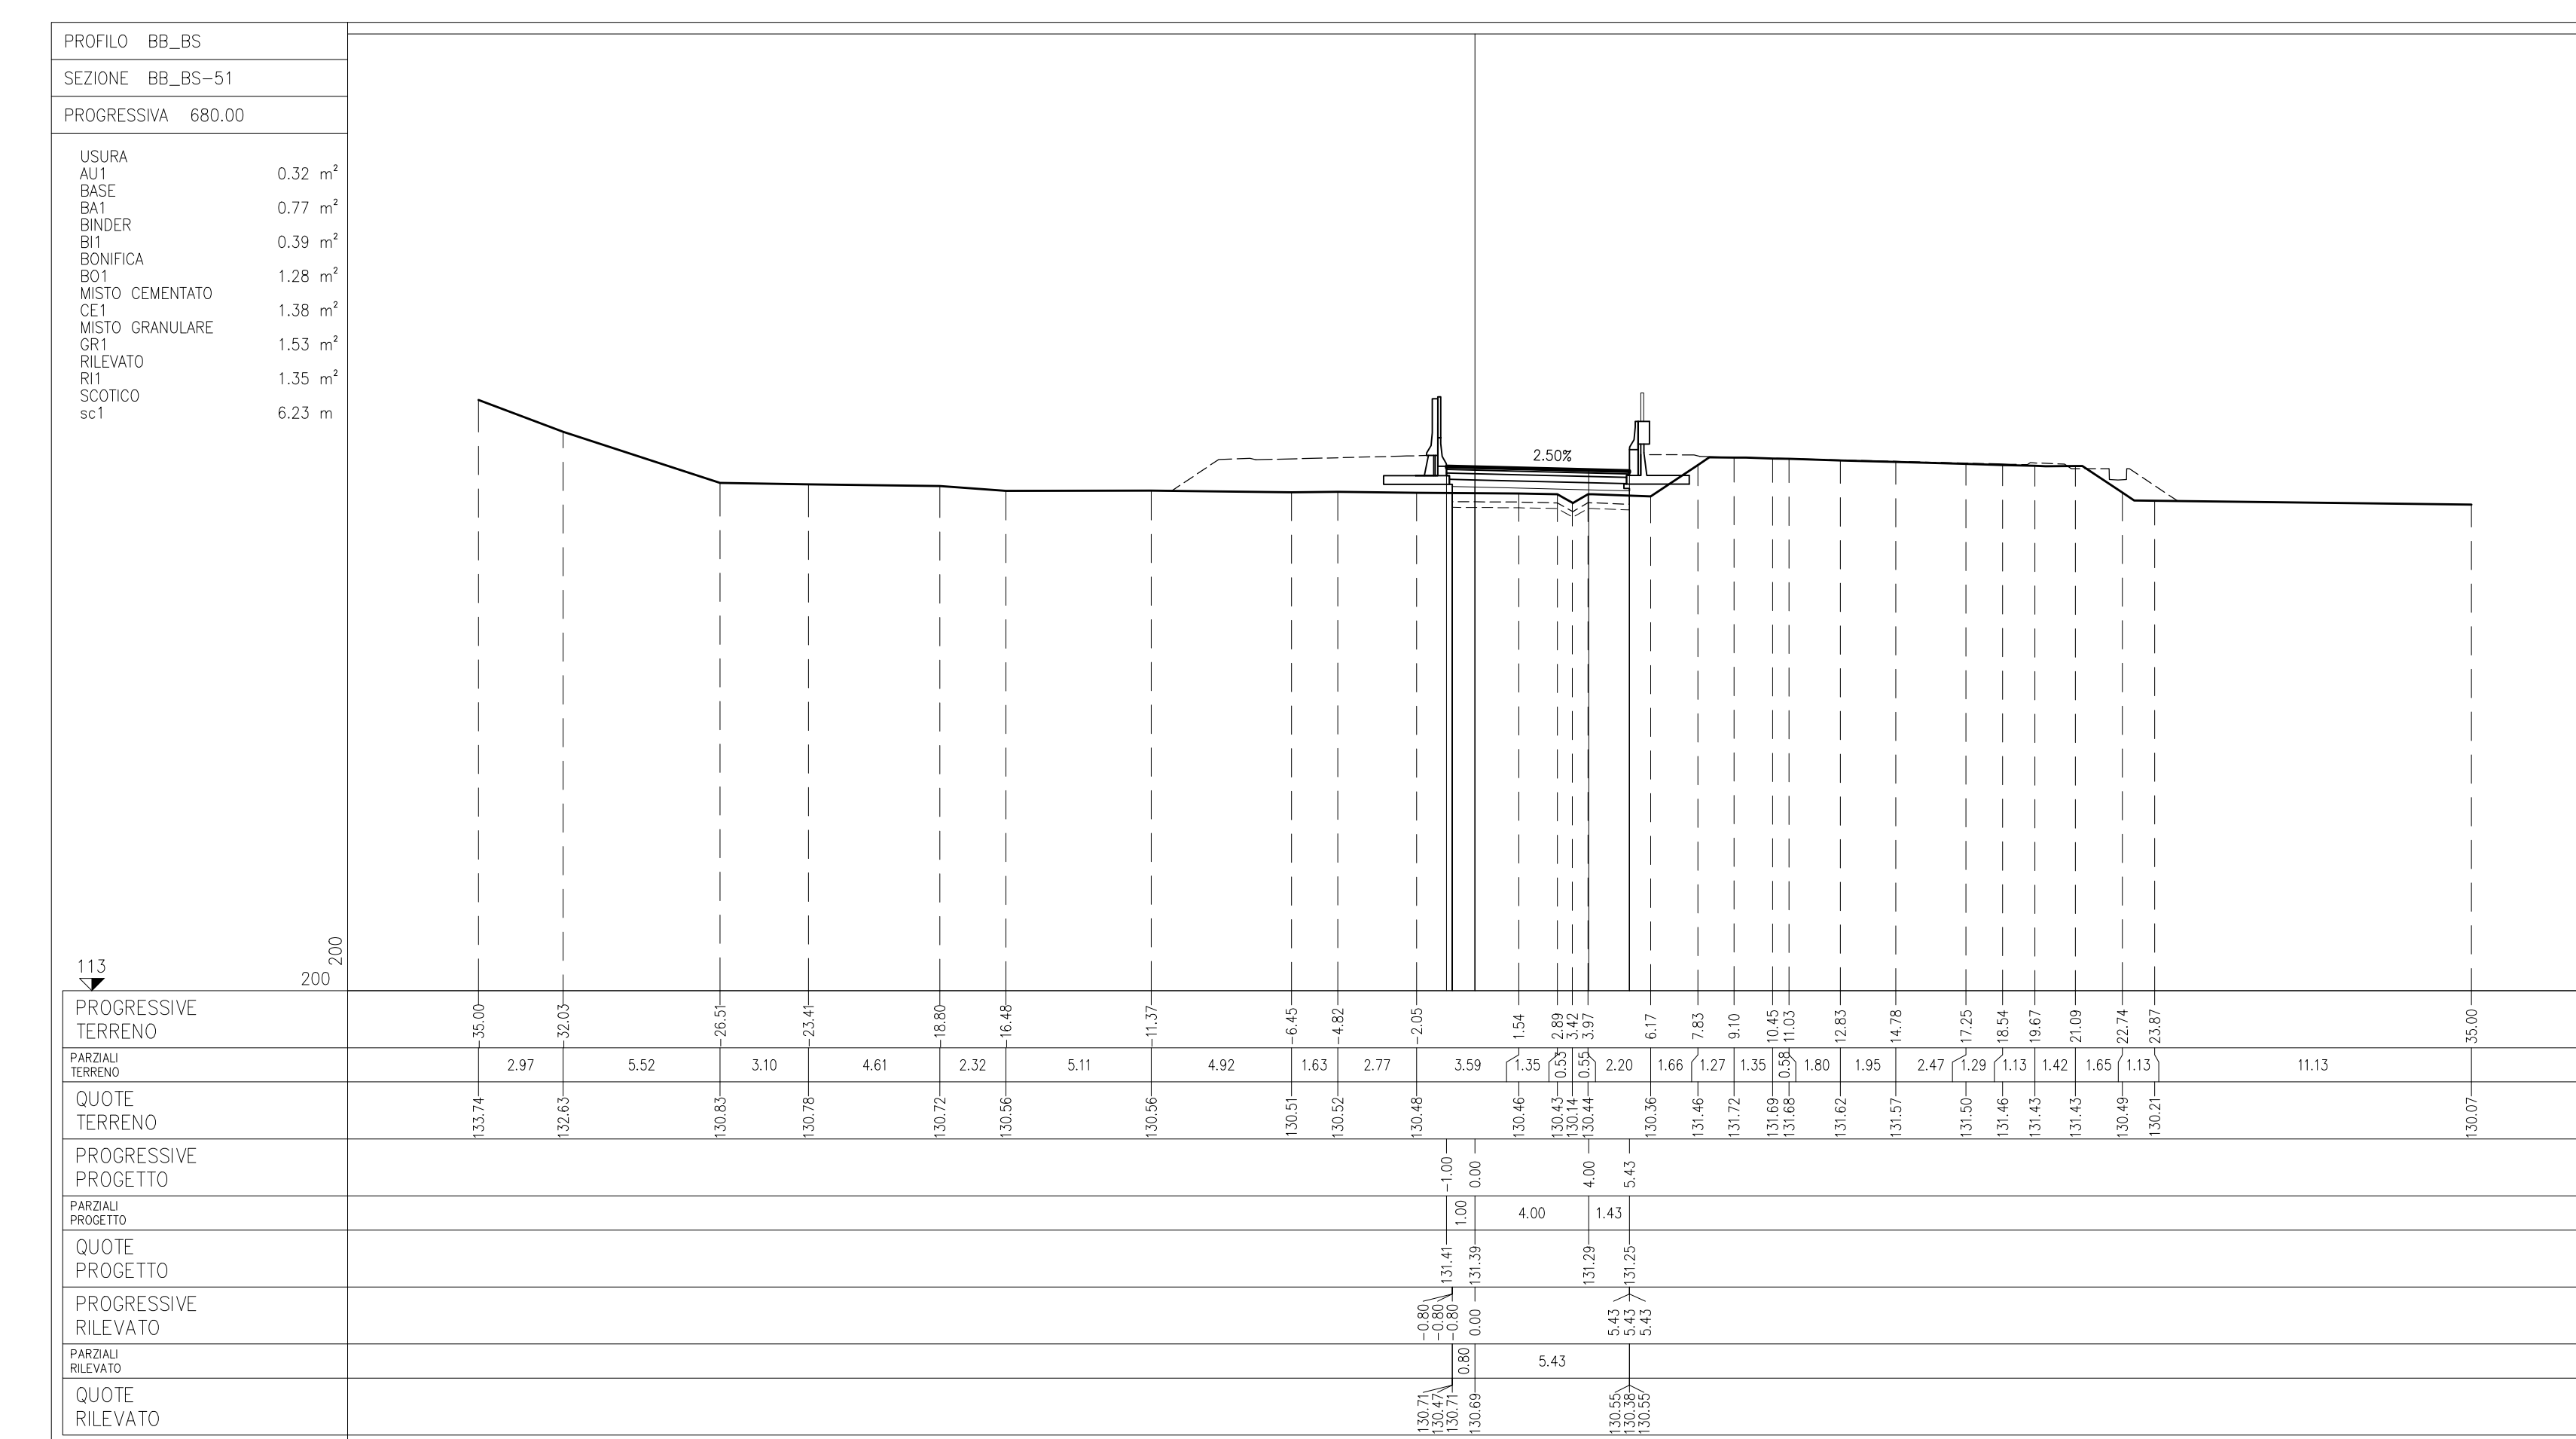 PROFILO BB_BS
SEZIONE BB_BS-51
PROGRESSIVA 680.00
USURA
AU1 0.32 m²
BASE
BA1 0.77 m²
BINDER
BI1 0.39 m²
BONIFICA
BO1 1.28 m²
MISTO CEMENTATO
CE1 1.38 m²
MISTO GRANULARE
GR1 1.53 m²
RILEVATO
RI1 1.35 m²
SCOTICO
sc1 6.23 m
2.50%
113
200
200
PROGRESSIVE
TERRENO
-35.00 -32.03 -26.51 -23.41 -18.80 -16.48 -11.37 -6.45 -4.82 -2.05 1.54 2.89 3.42 3.97 6.17 7.83 9.10 10.45 11.03 12.83 14.78 17.25 18.54 19.67 21.09 22.74 23.87 35.00
PARZIALI
TERRENO
2.97 5.52 3.10 4.61 2.32 5.11 4.92 1.63 2.77 3.59 1.35 0.53 0.55 2.20 1.66 1.27 1.35 0.58 1.80 1.95 2.47 1.29 1.13 1.42 1.65 1.13 11.13
QUOTE
TERRENO
133.74 132.63 130.83 130.78 130.72 130.56 130.56 130.51 130.52 130.48 130.46 130.43 130.14 130.44 130.36 131.46 131.72 131.69 131.68 131.62 131.57 131.50 131.46 131.43 131.43 130.49 130.21 130.07
PROGRESSIVE
PROGETTO
-1.00 0.00 4.00 5.43
PARZIALI
PROGETTO
1.00 4.00 1.43
QUOTE
PROGETTO
131.41 131.39 131.29 131.25
PROGRESSIVE
RILEVATO
-0.80 -0.80 -0.80 0.00 5.43 5.43 5.43
PARZIALI
RILEVATO
0.80 5.43
QUOTE
RILEVATO
130.71 130.47 130.71 130.69 130.55 130.38 130.55